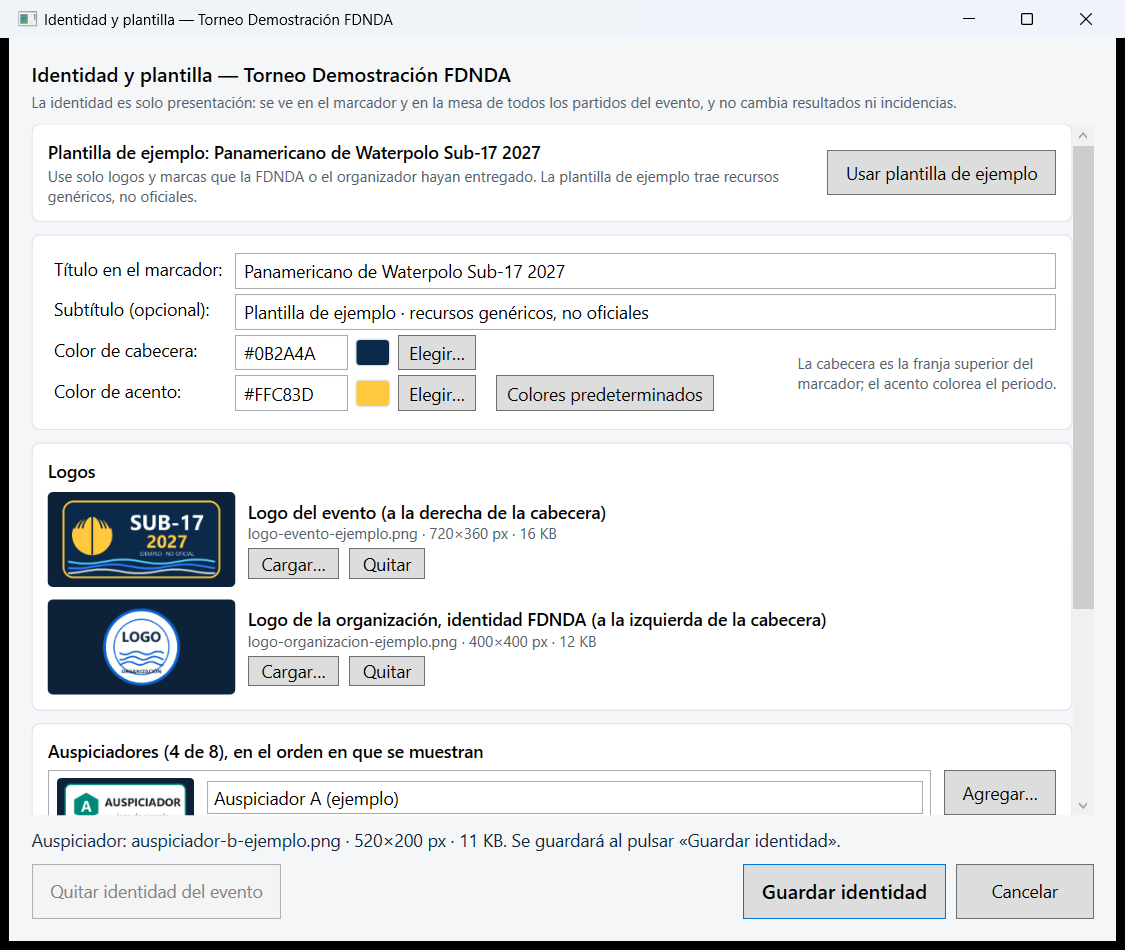 Identidad y plantilla — Torneo Demostración FDNDA
Identidad y plantilla — Torneo Demostración FDNDA
La identidad es solo presentación: se ve en el marcador y en la mesa de todos los partidos del evento, y no cambia resultados ni incidencias.
Plantilla de ejemplo: Panamericano de Waterpolo Sub-17 2027
Use solo logos y marcas que la FDNDA o el organizador hayan entregado. La plantilla de ejemplo trae recursos
genéricos, no oficiales.
Usar plantilla de ejemplo
Título en el marcador:
Panamericano de Waterpolo Sub-17 2027
Subtítulo (opcional):
Plantilla de ejemplo · recursos genéricos, no oficiales
Color de cabecera:
#0B2A4A
Elegir...
Color de acento:
#FFC83D
Elegir...
Colores predeterminados
La cabecera es la franja superior del
marcador; el acento colorea el periodo.
Logos
SUB-17
2027
EJEMPLO · NO OFICIAL
Logo del evento (a la derecha de la cabecera)
logo-evento-ejemplo.png · 720×360 px · 16 KB
Cargar...
Quitar
LOGO
ORGANIZACIÓN
Logo de la organización, identidad FDNDA (a la izquierda de la cabecera)
logo-organizacion-ejemplo.png · 400×400 px · 12 KB
Cargar...
Quitar
Auspiciadores (4 de 8), en el orden en que se muestran
A AUSPICIADOR
Auspiciador A (ejemplo)
Agregar...
Auspiciador: auspiciador-b-ejemplo.png · 520×200 px · 11 KB. Se guardará al pulsar «Guardar identidad».
Quitar identidad del evento
Guardar identidad
Cancelar